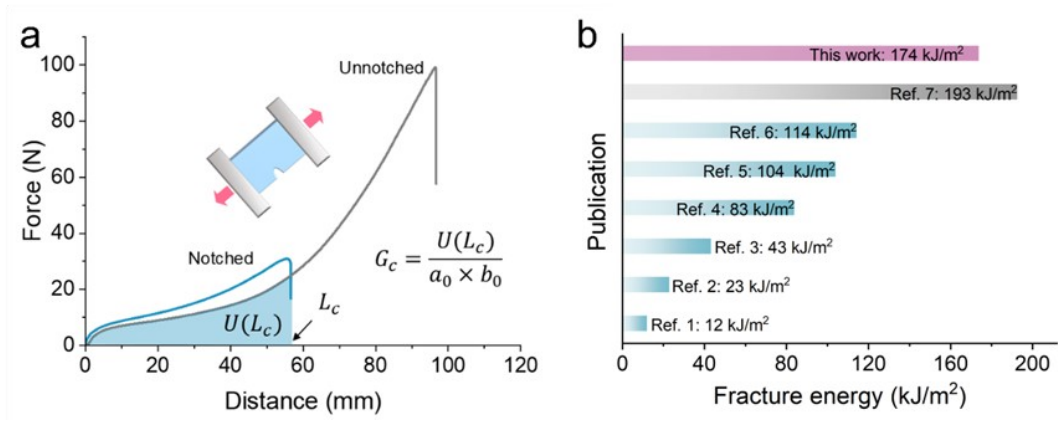 a
Force (N)
100
80
60
40
20
0
Unnotched
Notched
G_c = U(L_c) / a_0 × b_0
L_c
U(L_c)
0 20 40 60 80 100 120
Distance (mm)
b
Publication
This work: 174 kJ/m²
Ref. 7: 193 kJ/m²
Ref. 6: 114 kJ/m²
Ref. 5: 104 kJ/m²
Ref. 4: 83 kJ/m²
Ref. 3: 43 kJ/m²
Ref. 2: 23 kJ/m²
Ref. 1: 12 kJ/m²
0 40 80 120 160 200
Fracture energy (kJ/m²)